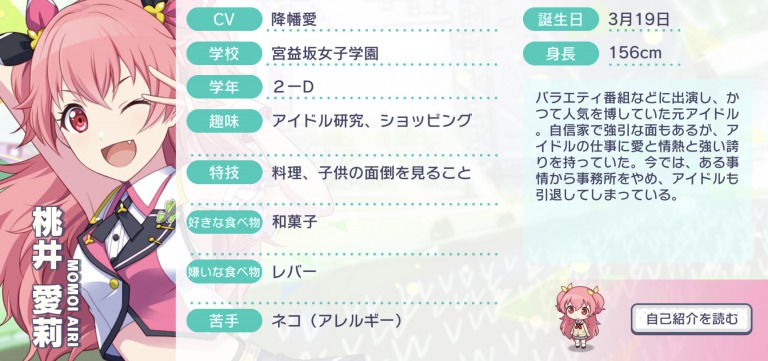 CV 降幡愛
学校 宮益坂女子学園
学年 2－D
趣味 アイドル研究、ショッピング
特技 料理、子供の面倒を見ること
好きな食べ物 和菓子
嫌いな食べ物 レバー
苦手 ネコ（アレルギー）
誕生日 3月19日
身長 156cm
バラエティ番組などに出演し、か
つて人気を博していた元アイドル
。自信家で強引な面もあるが、ア
イドルの仕事に愛と情熱と強い誇
りを持っていた。今では、ある事
情から事務所をやめ、アイドルも
引退してしまっている。
自己紹介を読む
桃井 愛莉
MOMOI AIRI